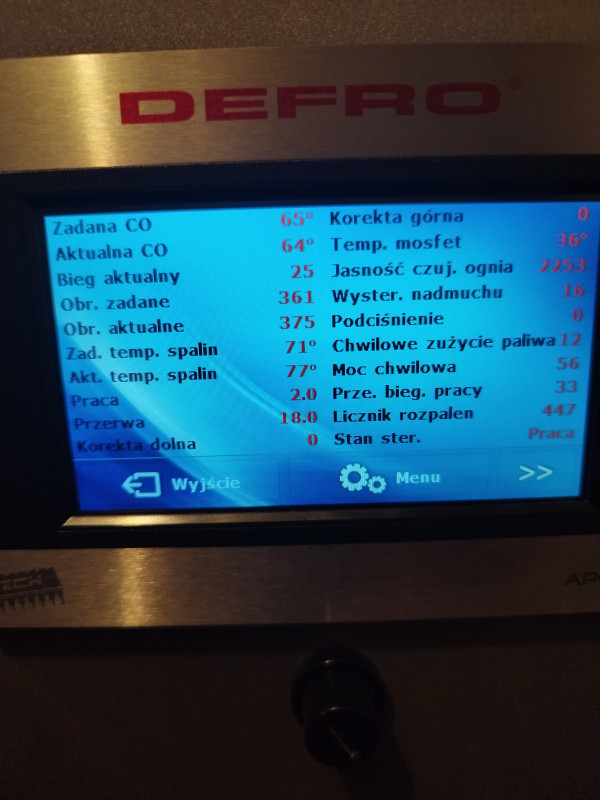 DEFRO®
Zadana CO 65°
Aktualna CO 64°
Bieg aktualny 25
Obr. zadane 361
Obr. aktualne 375
Zad. temp. spalin 71°
Akt. temp. spalin 77°
Praca 2.0
Przerwa 18.0
Korekta dolna 0
Korekta górna 0
Temp. mosfet 36°
Jasność czuj. ognia 2253
Wyster. nadmuchu 16
Podciśnienie 0
Chwilowe zużycie paliwa 12
Moc chwilowa 56
Prze. bieg. pracy 33
Licznik rozpaleń 447
Stan ster. Praca
Wyjście
Menu
>>